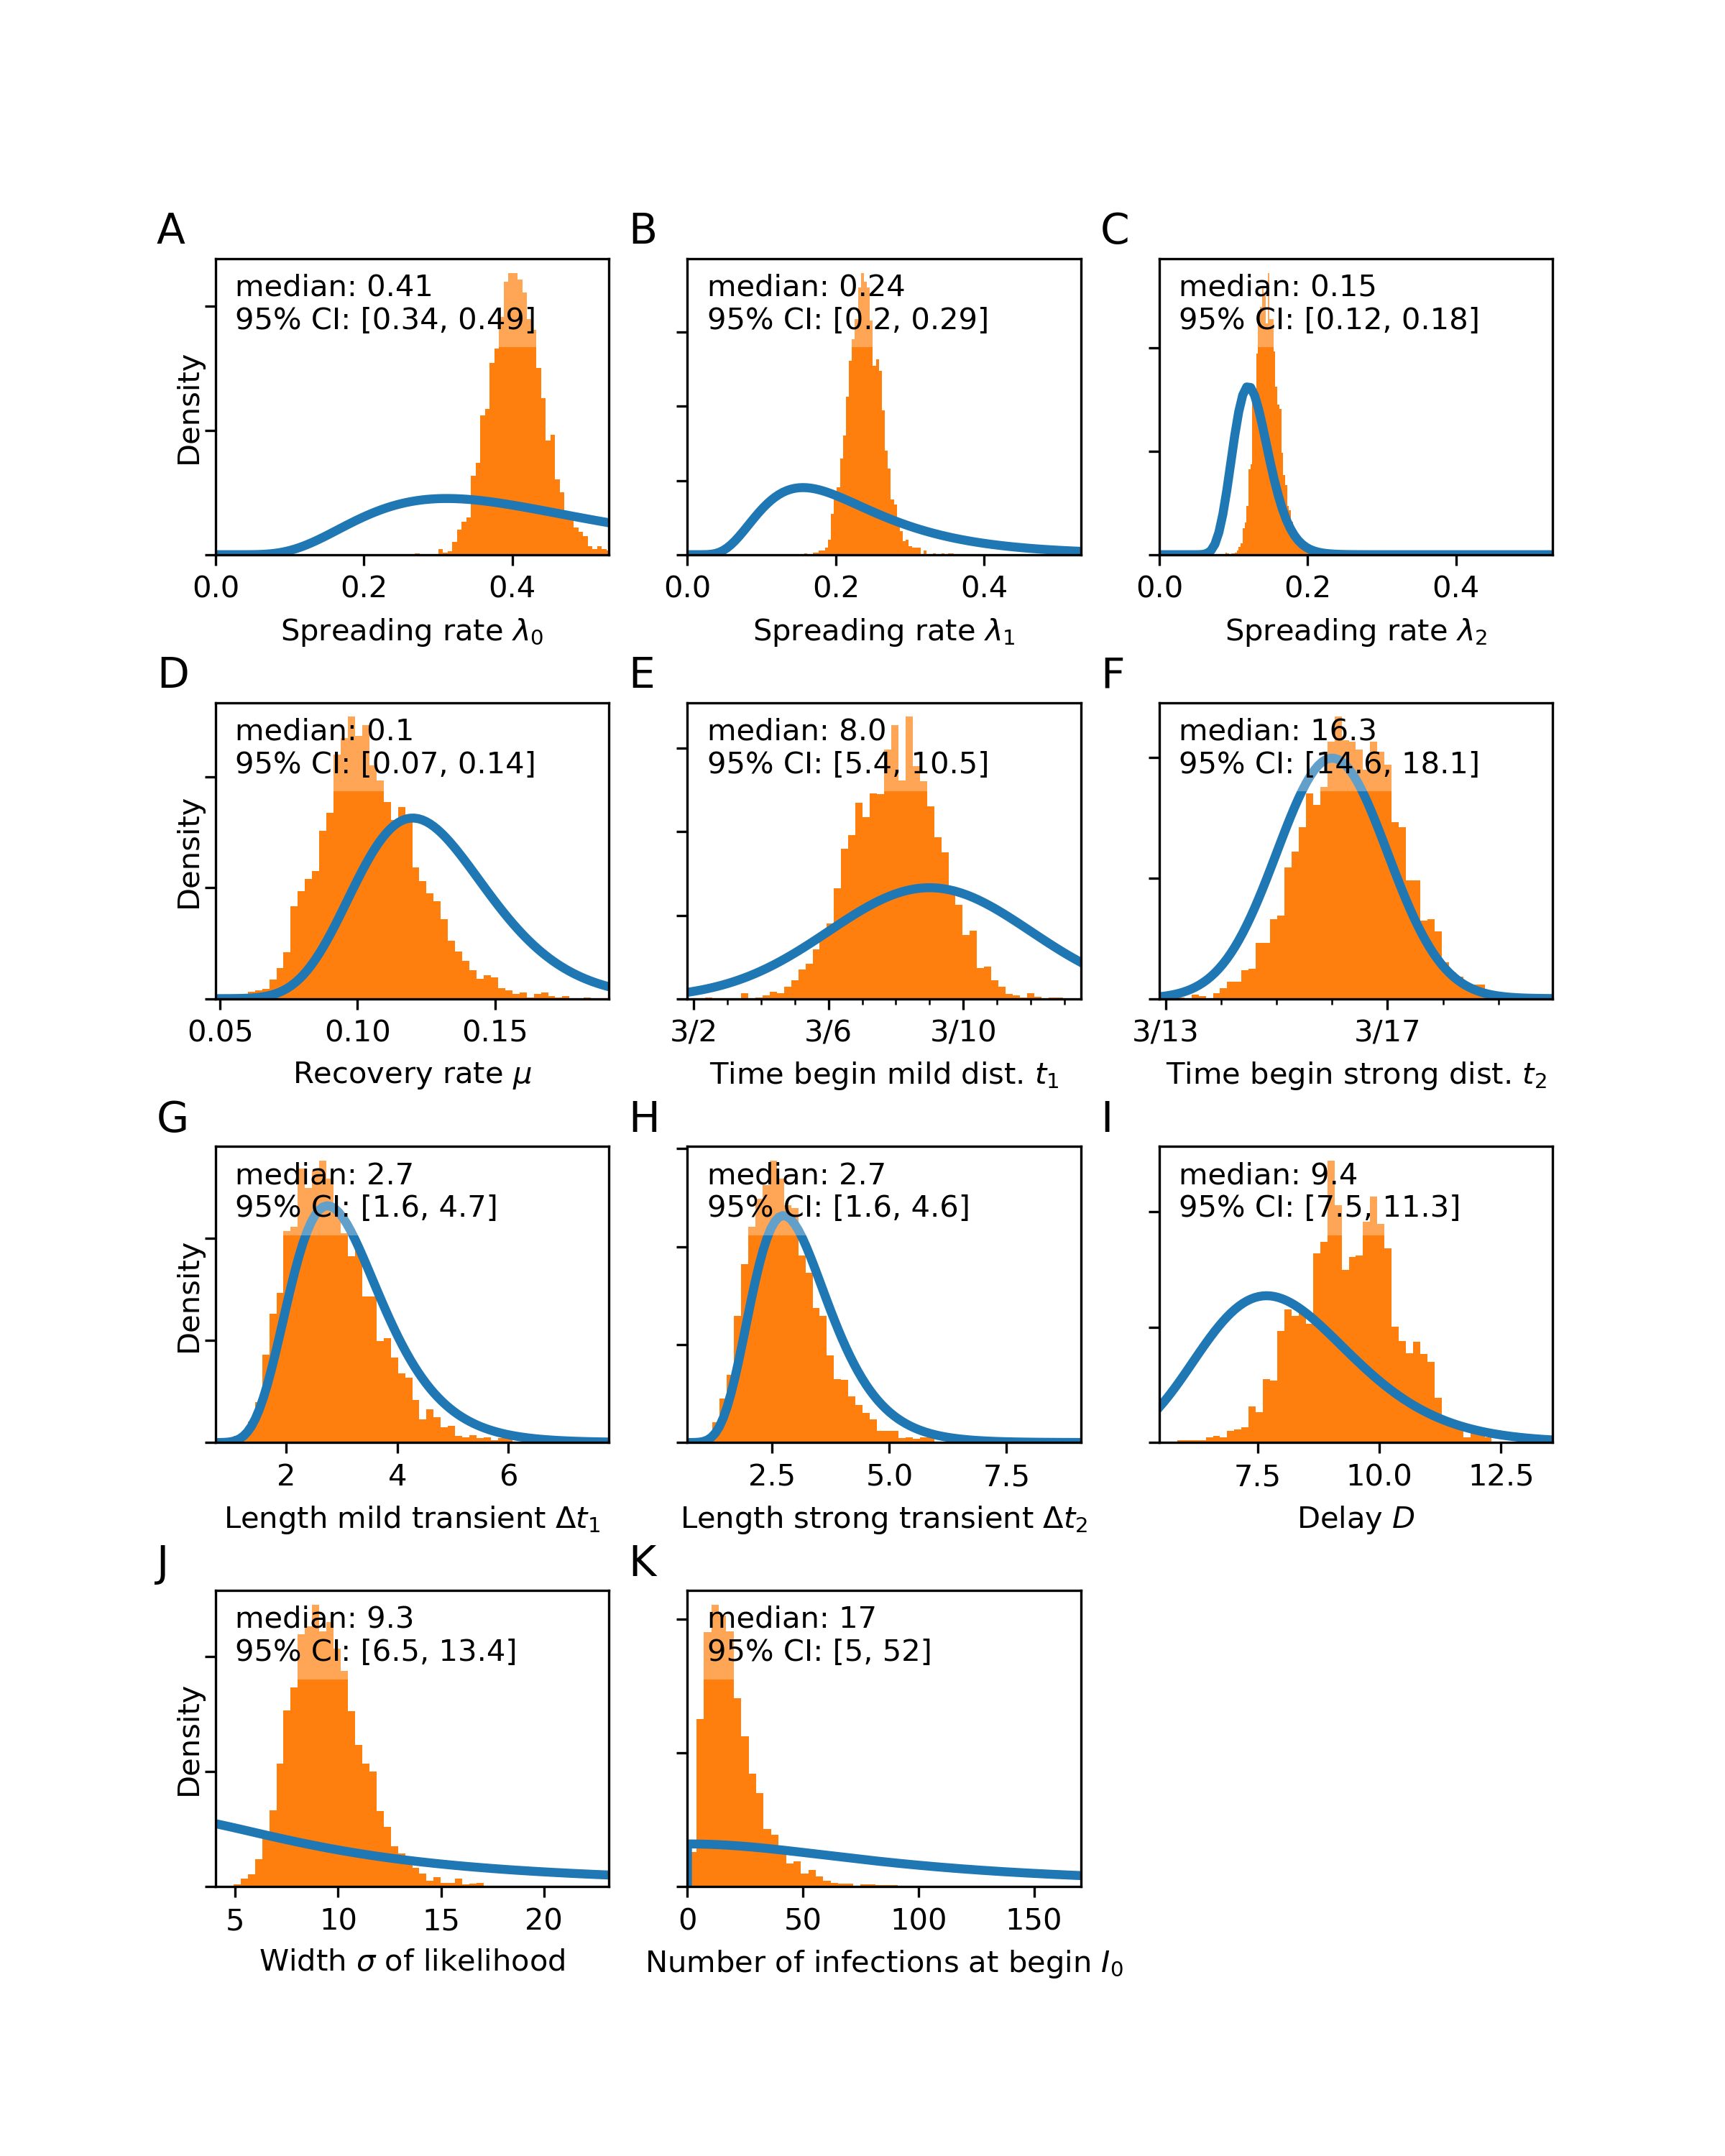 A B C
median: 0.41
95% CI: [0.34, 0.49]
Density
0.0 0.2 0.4
Spreading rate λ0
median: 0.24
95% CI: [0.2, 0.29]
0.0 0.2 0.4
Spreading rate λ1
median: 0.15
95% CI: [0.12, 0.18]
0.0 0.2 0.4
Spreading rate λ2
D E F
median: 0.1
95% CI: [0.07, 0.14]
Density
0.05 0.10 0.15
Recovery rate μ
median: 8.0
95% CI: [5.4, 10.5]
3/2 3/6 3/10
Time begin mild dist. t1
median: 16.3
95% CI: [14.6, 18.1]
3/13 3/17
Time begin strong dist. t2
G H I
median: 2.7
95% CI: [1.6, 4.7]
Density
2 4 6
Length mild transient Δt1
median: 2.7
95% CI: [1.6, 4.6]
2.5 5.0 7.5
Length strong transient Δt2
median: 9.4
95% CI: [7.5, 11.3]
7.5 10.0 12.5
Delay D
J K
median: 9.3
95% CI: [6.5, 13.4]
Density
5 10 15 20
Width σ of likelihood
median: 17
95% CI: [5, 52]
0 50 100 150
Number of infections at begin I0